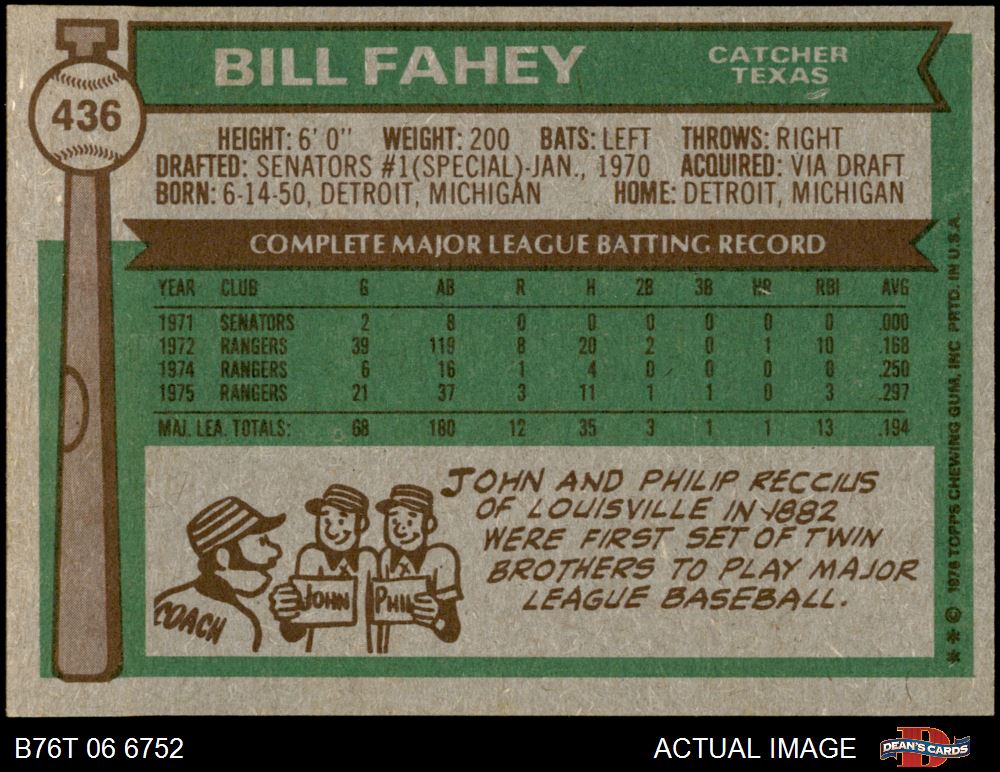 436
BILL FAHEY
CATCHER
TEXAS
HEIGHT: 6' 0" WEIGHT: 200 BATS: LEFT THROWS: RIGHT
DRAFTED: SENATORS #1(SPECIAL)-JAN., 1970 ACQUIRED: VIA DRAFT
BORN: 6-14-50, DETROIT, MICHIGAN HOME: DETROIT, MICHIGAN
COMPLETE MAJOR LEAGUE BATTING RECORD
YEAR CLUB G AB R H 2B 3B HR RBI AVG
1971 SENATORS 2 8 0 0 0 0 0 0 .000
1972 RANGERS 39 119 8 20 2 0 1 10 .168
1974 RANGERS 6 16 1 4 0 0 0 0 .250
1975 RANGERS 21 37 3 11 1 1 0 3 .297
MAJ. LEA. TOTALS: 68 180 12 35 3 1 1 13 .194
JOHN AND PHILIP RECCIUS
OF LOUISVILLE IN 1882
WERE FIRST SET OF TWIN
BROTHERS TO PLAY MAJOR
LEAGUE BASEBALL.
COACH
JOHN
PHIL
* * © 1976 TOPPS CHEWING GUM, INC PRTD. IN U.S.A.
B76T 06 6752
ACTUAL IMAGE
D
DEAN'S CARDS